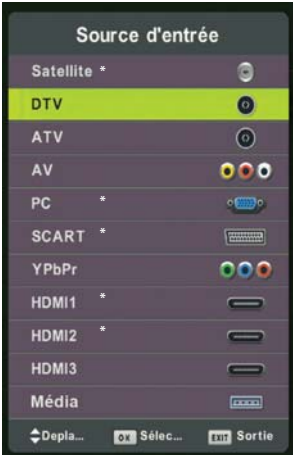 Source d'entrée
Satellite *
DTV
ATV
AV
PC *
SCART *
YPbPr
HDMI1 *
HDMI2 *
HDMI3
Média
Depla... OK Sélec... EXIT Sortie